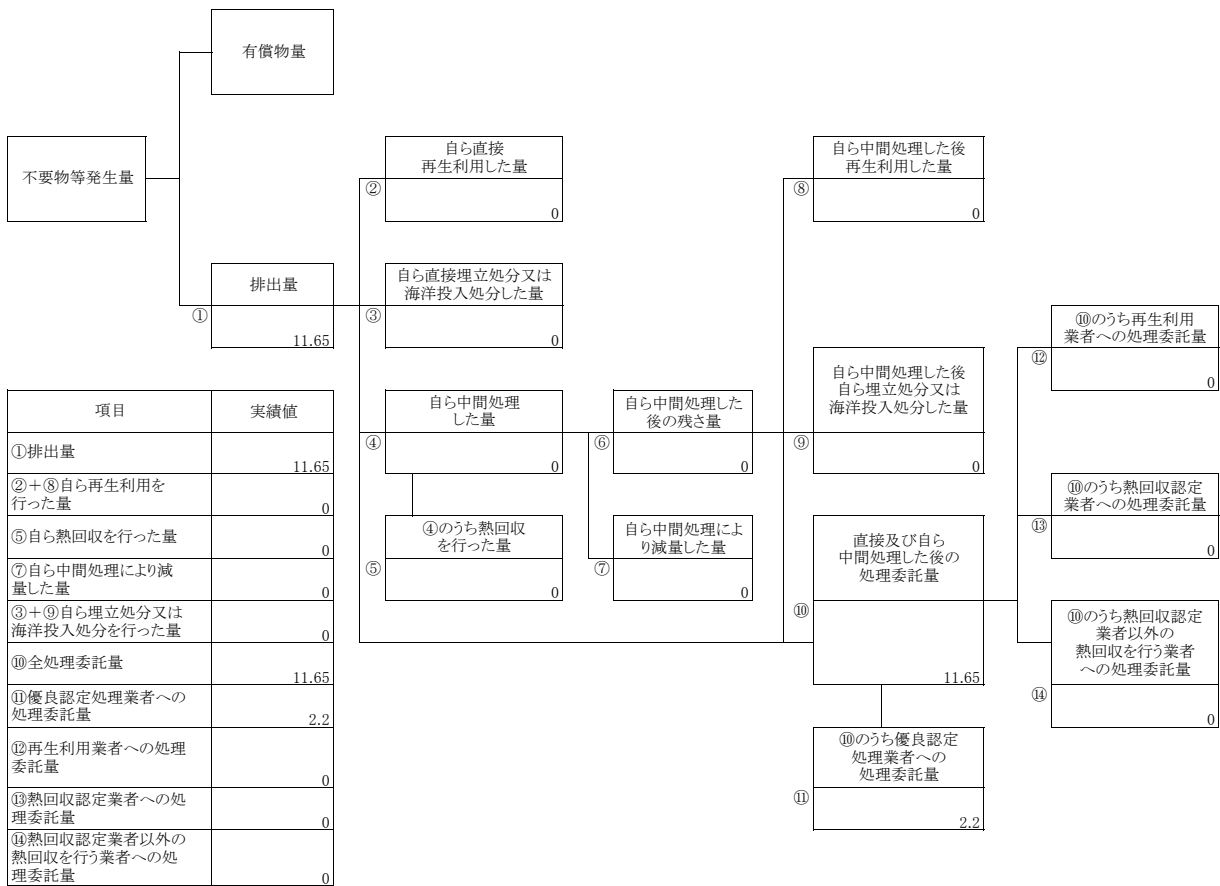 有償物量
不要物等発生量
排出量
①
11.65
自ら直接
再生利用した量
②
0
自ら直接埋立処分又は
海洋投入処分した量
③
0
自ら中間処理
した量
④
0
④のうち熱回収
を行った量
⑤
0
自ら中間処理した
後の残さ量
⑥
0
自ら中間処理によ
り減量した量
⑦
0
自ら中間処理した後
再生利用した量
⑧
0
自ら中間処理した後
自ら埋立処分又は
海洋投入処分した量
⑨
0
直接及び自ら
中間処理した後の
処理委託量
⑩
11.65
⑩のうち優良認定
処理業者への
処理委託量
⑪
2.2
⑩のうち再生利用
業者への処理委託量
⑫
0
⑩のうち熱回収認定
業者への処理委託量
⑬
0
⑩のうち熱回収認定
業者以外の
熱回収を行う業者
への処理委託量
⑭
0
項目 実績値
①排出量
11.65
②+⑧自ら再生利用を
行った量
0
⑤自ら熱回収を行った量
0
⑦自ら中間処理により減
量した量
0
③+⑨自ら埋立処分又は
海洋投入処分を行った量
0
⑩全処理委託量
11.65
⑪優良認定処理業者への
処理委託量
2.2
⑫再生利用業者への処理
委託量
0
⑬熱回収認定業者への処
理委託量
0
⑭熱回収認定業者以外の
熱回収を行う業者への処
理委託量
0